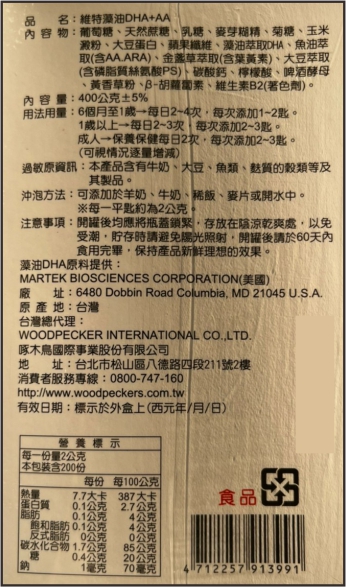 品　　名：維特藻油DHA+AA
內 容 物：葡萄糖、天然蔗糖、乳糖、麥芽糊精、菊糖、玉米
澱粉、大豆蛋白、蘋果纖維、藻油萃取DHA、魚油萃
取(含AA.ARA)、金盞草萃取(含葉黃素)、大豆萃取
(含磷脂質絲氨酸PS)、碳酸鈣、檸檬酸、啤酒酵母
、黃香草粉、β-胡蘿蔔素、維生素B2(著色劑)。
內 容 量：400公克±5%
用法用量：6個月至1歲→每日2~4次，每次添加1~2匙。
1歲以上→每日2~3次，每次添加2~3匙。
成人→保養保健每日2次，每次添加2~3匙。
(可視情況逐量增減)
過敏原資訊：本產品含有牛奶、大豆、魚類、麩質的穀類等及
其製品。
沖泡方法：可添加於羊奶、牛奶、稀飯、麥片或開水中。
※每一平匙約為2公克。
注意事項：開罐後均應將瓶蓋鎖緊，存放在陰涼乾爽處，以免
受潮，貯存時請避免陽光照射，開罐後請於60天內
食用完畢，保持產品新鮮理想的效果。
藻油DHA原料提供：
MARTEK BIOSCIENCES CORPORATION(美國)
廠　　址：6480 Dobbin Road Columbia, MD 21045 U.S.A.
原 產 地：台灣
台灣總代理：
WOODPECKER INTERNATIONAL CO.,LTD.
啄木鳥國際事業股份有限公司
地　　址：台北市松山區八德路四段211號2樓
消費者服務專線：0800-747-160
http://www.woodpeckers.com.tw
有效日期：標示於外盒上(西元年/月/日)
營 養 標 示
每一份量2公克
本包裝含200份
每份 每100公克
熱量 7.7大卡 387大卡
蛋白質 0.1公克 2.7公克
脂肪 0.1公克 4公克
飽和脂肪 0.1公克 4公克
反式脂肪 0公克 0公克
碳水化合物 1.7公克 85公克
糖 0.4公克 20公克
鈉 1毫克 70毫克
食品
4 712257 913991